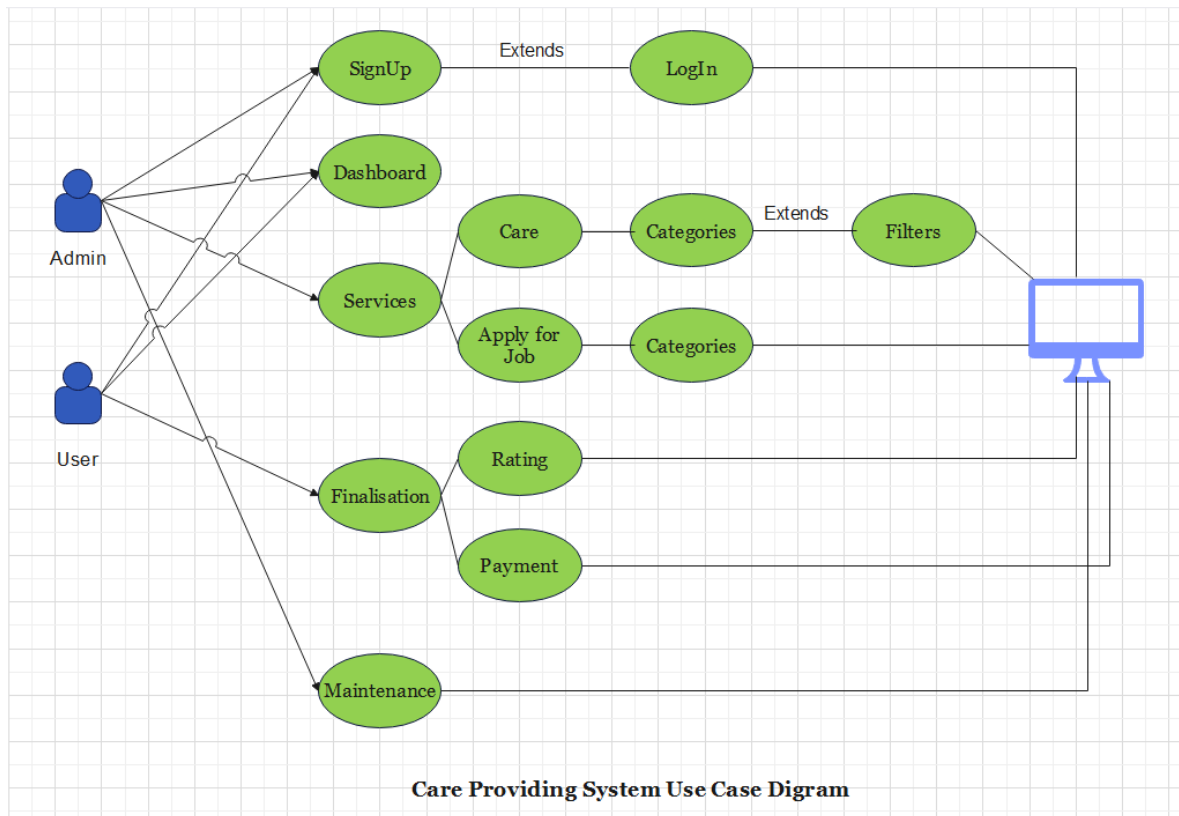 SignUp
Extends
LogIn
Dashboard
Admin
Care
Categories
Extends
Filters
Services
Apply for
Job
Categories
User
Rating
Finalisation
Payment
Maintenance
Care Providing System Use Case Digram